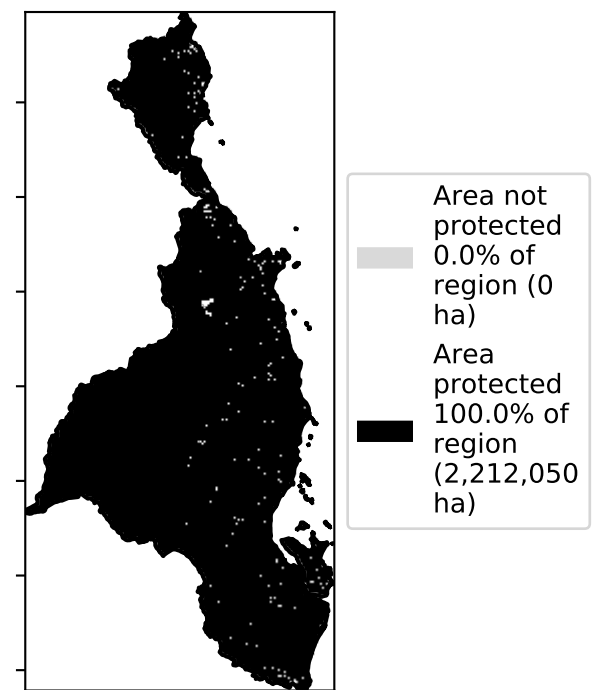 Area not
protected
0.0% of
region (0
ha)
Area
protected
100.0% of
region
(2,212,050
ha)